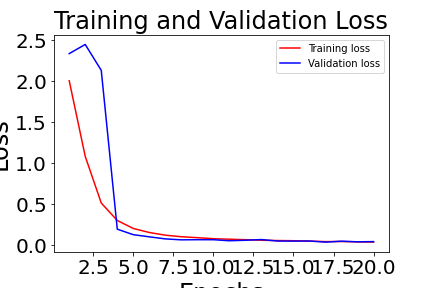 Training and Validation Loss
2.5
2.0
1.5
1.0
0.5
0.0
Loss
Training loss
Validation loss
2.5 5.0 7.5 10.0 12.5 15.0 17.5 20.0
Epochs